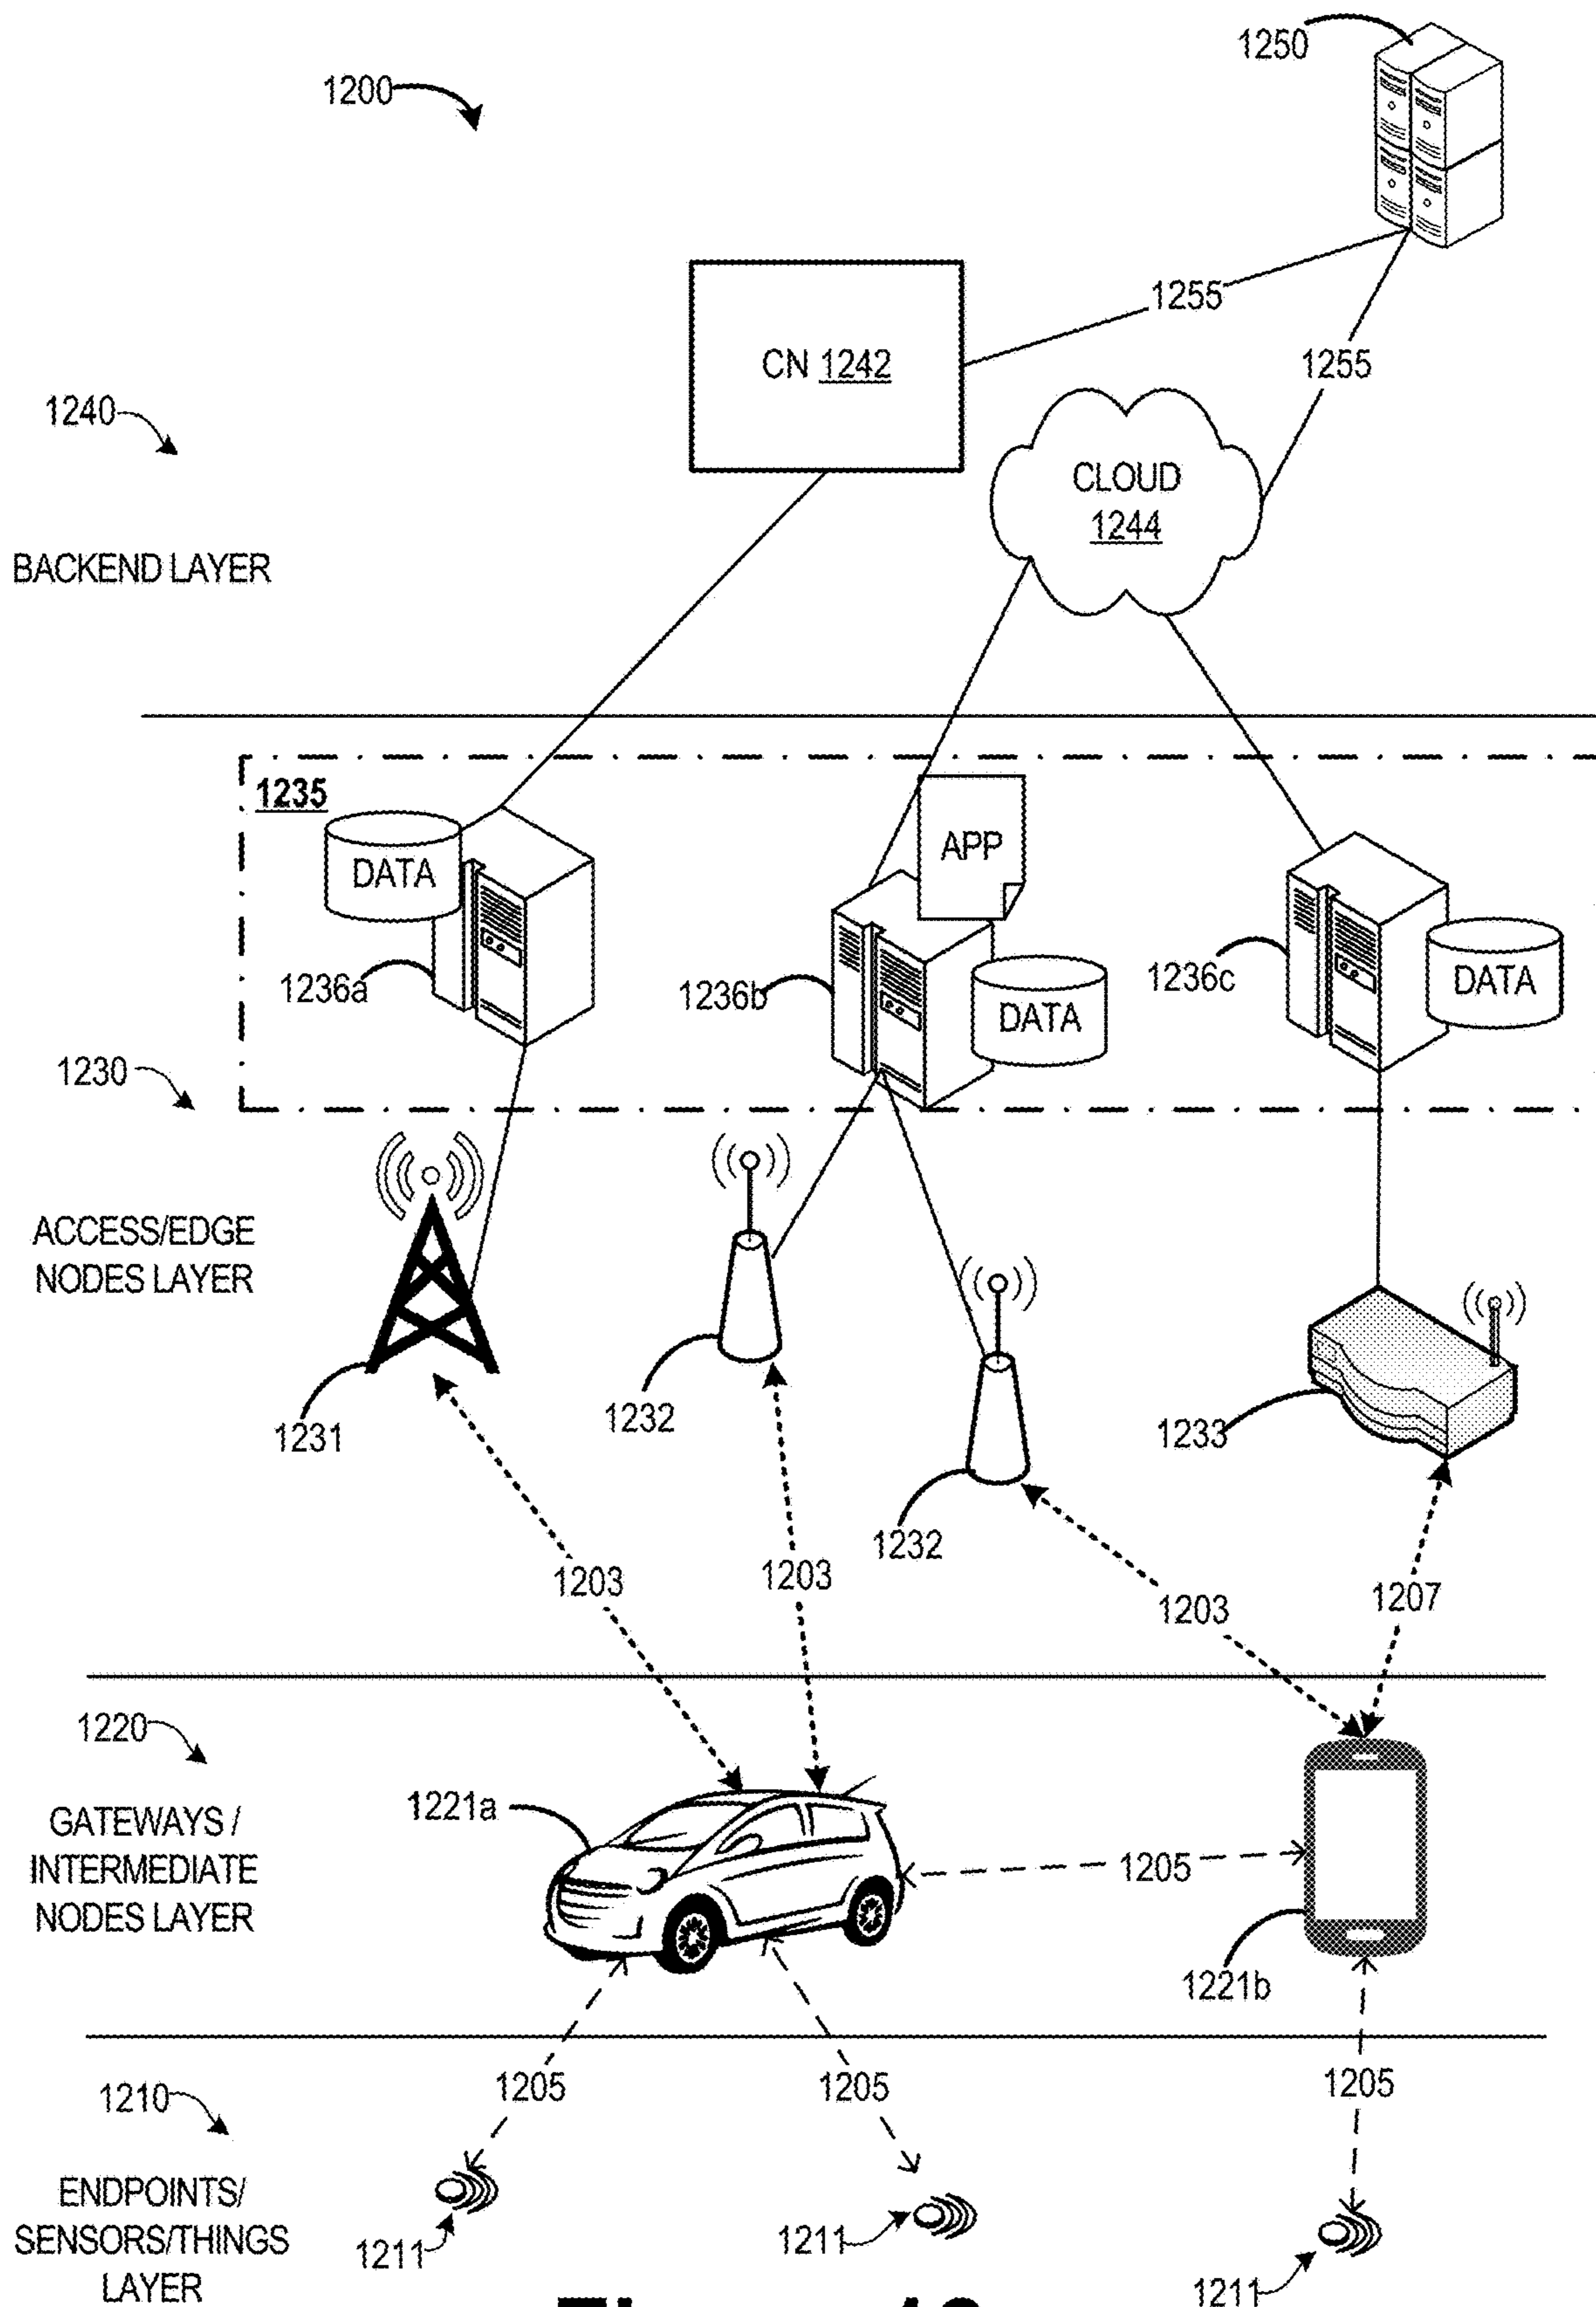 1250
1200
1255
CN 1242
1255
1240
CLOUD
1244
BACKEND LAYER
1235
APP
DATA
DATA
1236a
1236b
1236c
DATA
1230
ACCESS/EDGE
NODES LAYER
1231
1232
1233
1232
1203
1203
1203
1207
1220
1221a
GATEWAYS /
INTERMEDIATE
NODES LAYER
1205
1221b
1205
1205
1205
1210
ENDPOINTS/
SENSORS/THINGS
LAYER
1211
1211
1211